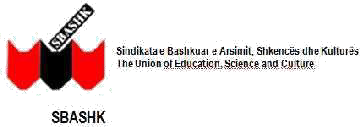 SBASHK
Sindikata e Bashkuar e Arsimit, Shkencës dhe Kulturës
The Union of Education, Science and Culture
SBASHK